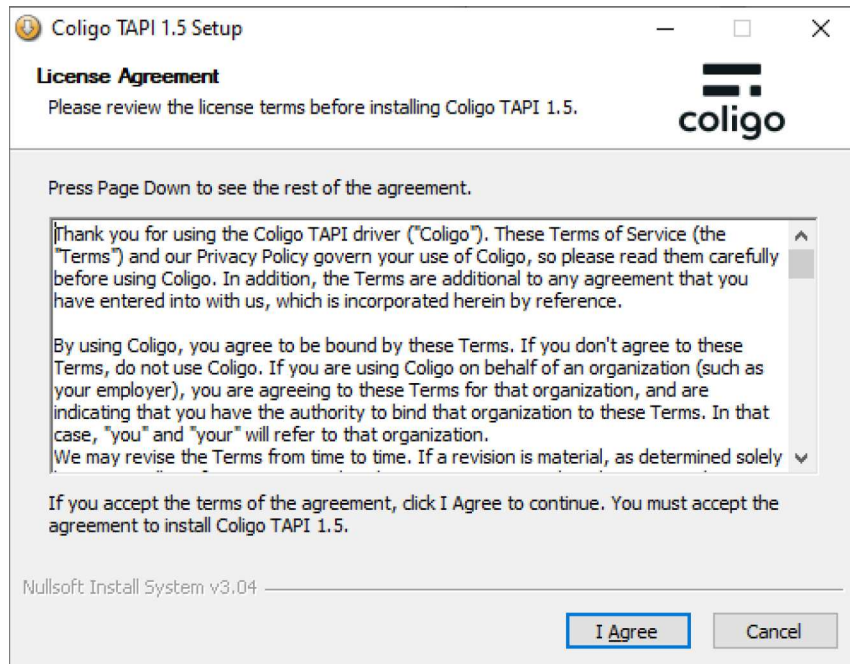 Coligo TAPI 1.5 Setup
License Agreement
Please review the license terms before installing Coligo TAPI 1.5.
coligo
Press Page Down to see the rest of the agreement.
Thank you for using the Coligo TAPI driver ("Coligo"). These Terms of Service (the
"Terms") and our Privacy Policy govern your use of Coligo, so please read them carefully
before using Coligo. In addition, the Terms are additional to any agreement that you
have entered into with us, which is incorporated herein by reference.
By using Coligo, you agree to be bound by these Terms. If you don't agree to these
Terms, do not use Coligo. If you are using Coligo on behalf of an organization (such as
your employer), you are agreeing to these Terms for that organization, and are
indicating that you have the authority to bind that organization to these Terms. In that
case, "you" and "your" will refer to that organization.
We may revise the Terms from time to time. If a revision is material, as determined solely
If you accept the terms of the agreement, click I Agree to continue. You must accept the
agreement to install Coligo TAPI 1.5.
Nullsoft Install System v3.04
I Agree
Cancel